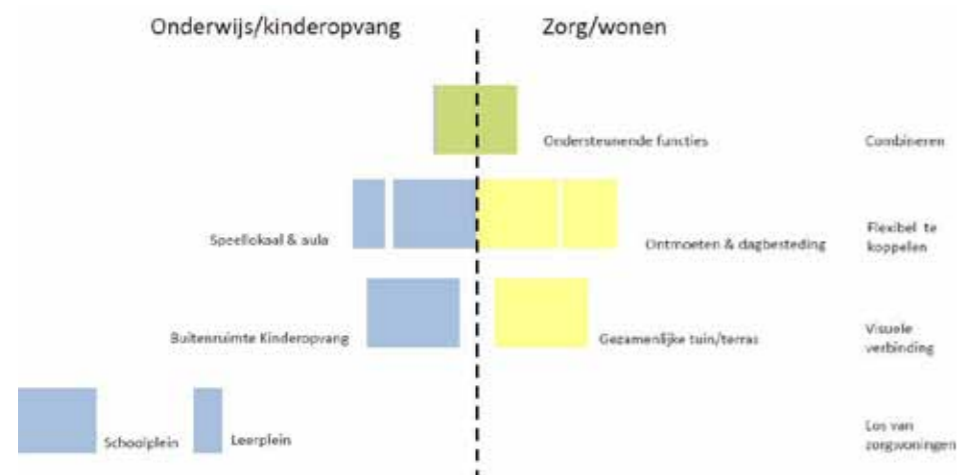 Onderwijs/kinderopvang
Zorg/wonen
Ondersteunende functies
Combineren
Speellokaal & aula
Ontmoeten & dagbesteding
Flexibel te
koppelen
Buitenruimte Kinderopvang
Gezamenlijke tuin/terras
Visuele
verbinding
Schoolplein
Leerplein
Los van
zorgwoningen